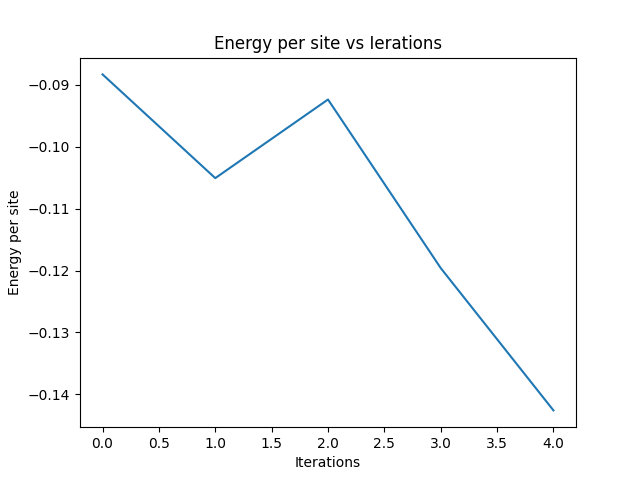 Energy per site vs Ierations
−0.09
−0.10
−0.11
−0.12
−0.13
−0.14
Energy per site
0.0 0.5 1.0 1.5 2.0 2.5 3.0 3.5 4.0
Iterations